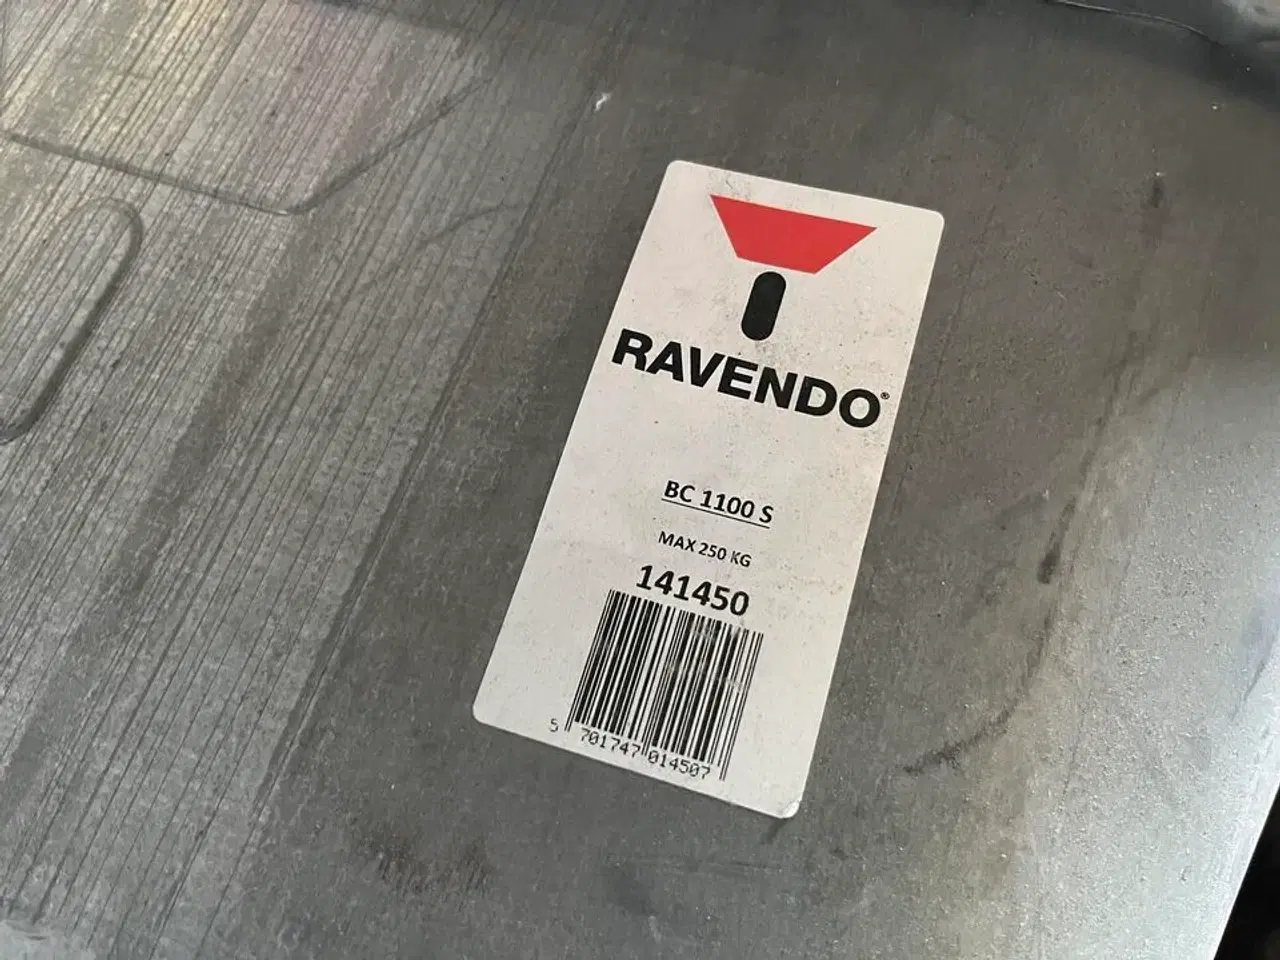 RAVENDO®
BC 1100 S
MAX 250 KG
141450
5 701747 014507